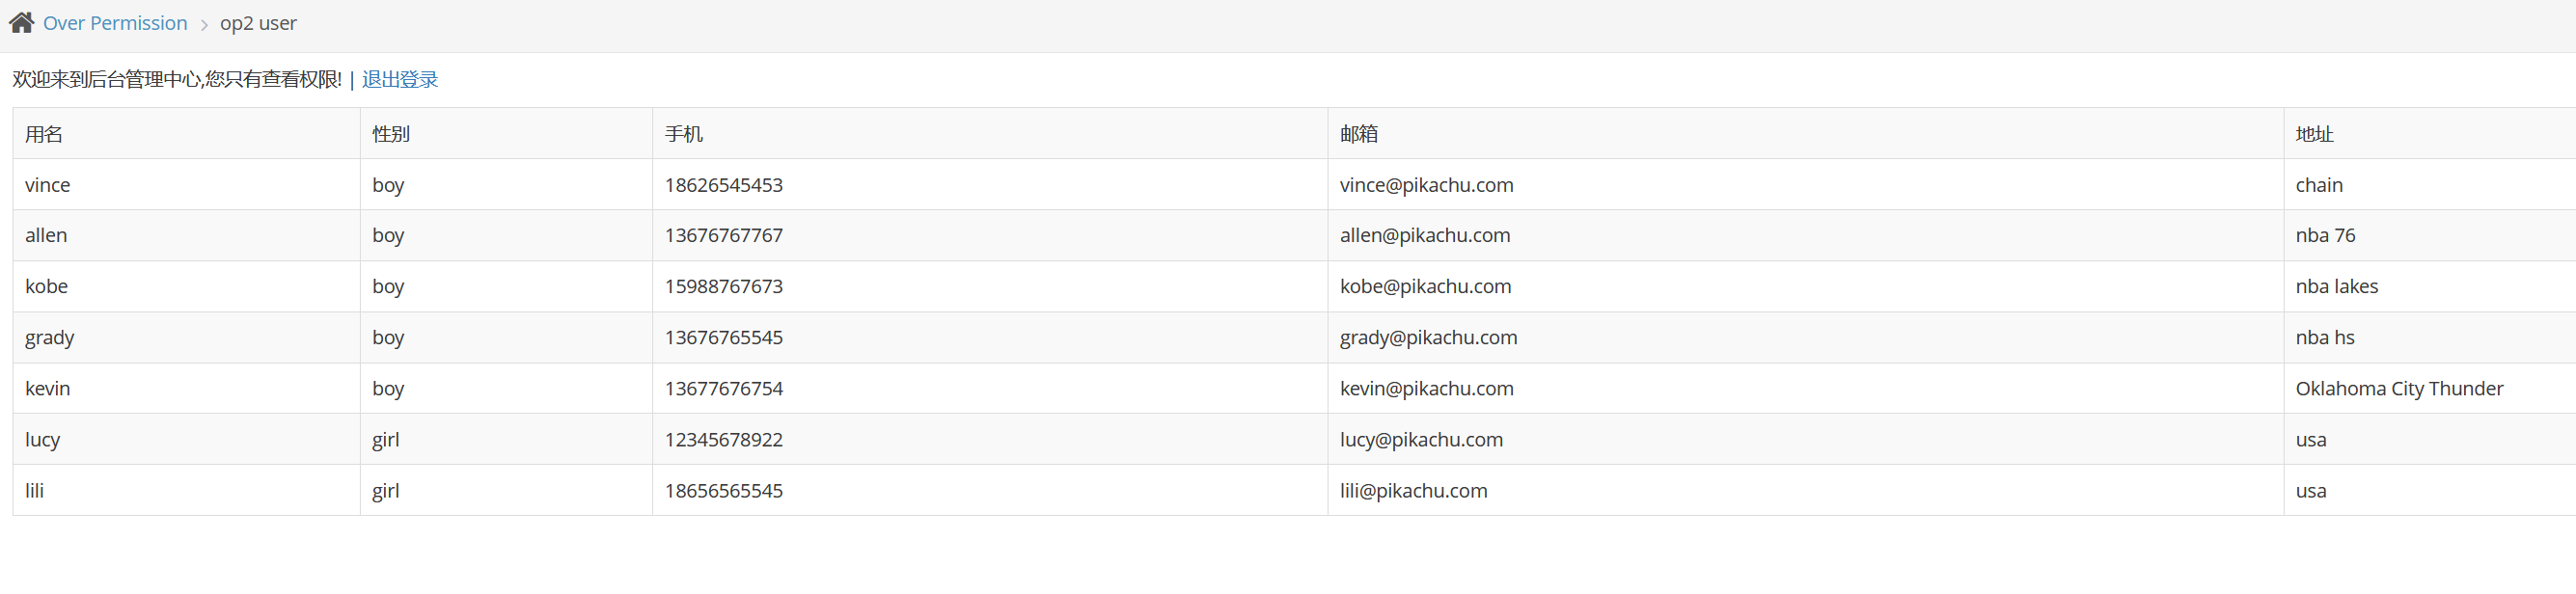 Over Permission > op2 user
欢迎来到后台管理中心,您只有查看权限! | 退出登录
用名 性别 手机 邮箱 地址
vince boy 18626545453 vince@pikachu.com chain
allen boy 13676767767 allen@pikachu.com nba 76
kobe boy 15988767673 kobe@pikachu.com nba lakes
grady boy 13676765545 grady@pikachu.com nba hs
kevin boy 13677676754 kevin@pikachu.com Oklahoma City Thunder
lucy girl 12345678922 lucy@pikachu.com usa
lili girl 18656565545 lili@pikachu.com usa